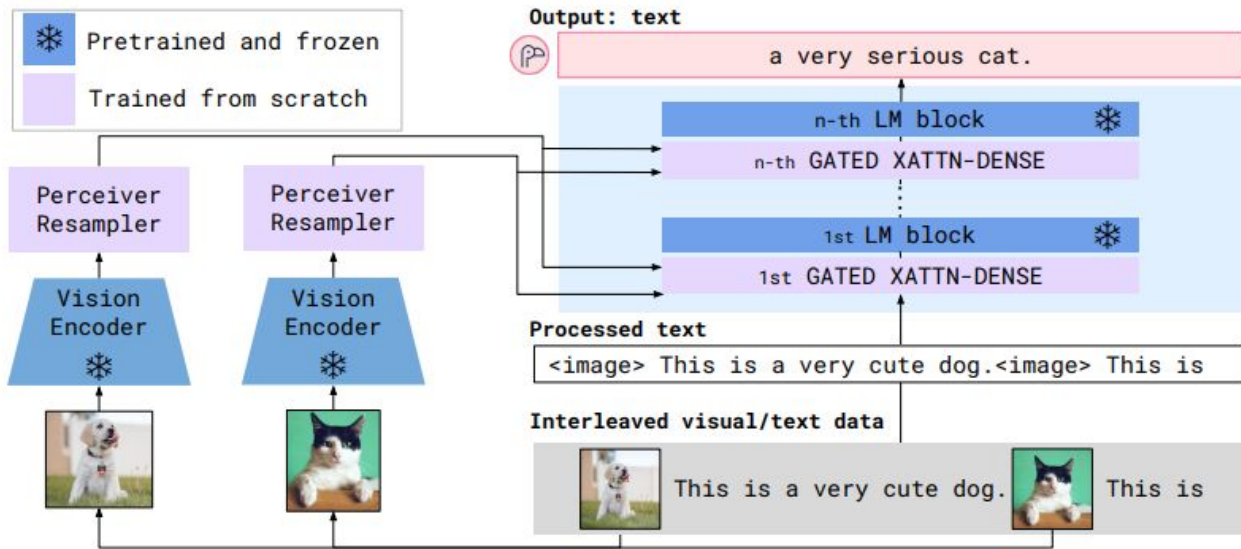 Pretrained and frozen
Trained from scratch
Output: text
a very serious cat.
n-th LM block
n-th GATED XATTN-DENSE
1st LM block
1st GATED XATTN-DENSE
Perceiver
Resampler
Perceiver
Resampler
Vision
Encoder
Vision
Encoder
Processed text
<image> This is a very cute dog.<image> This is
Interleaved visual/text data
This is a very cute dog.
This is